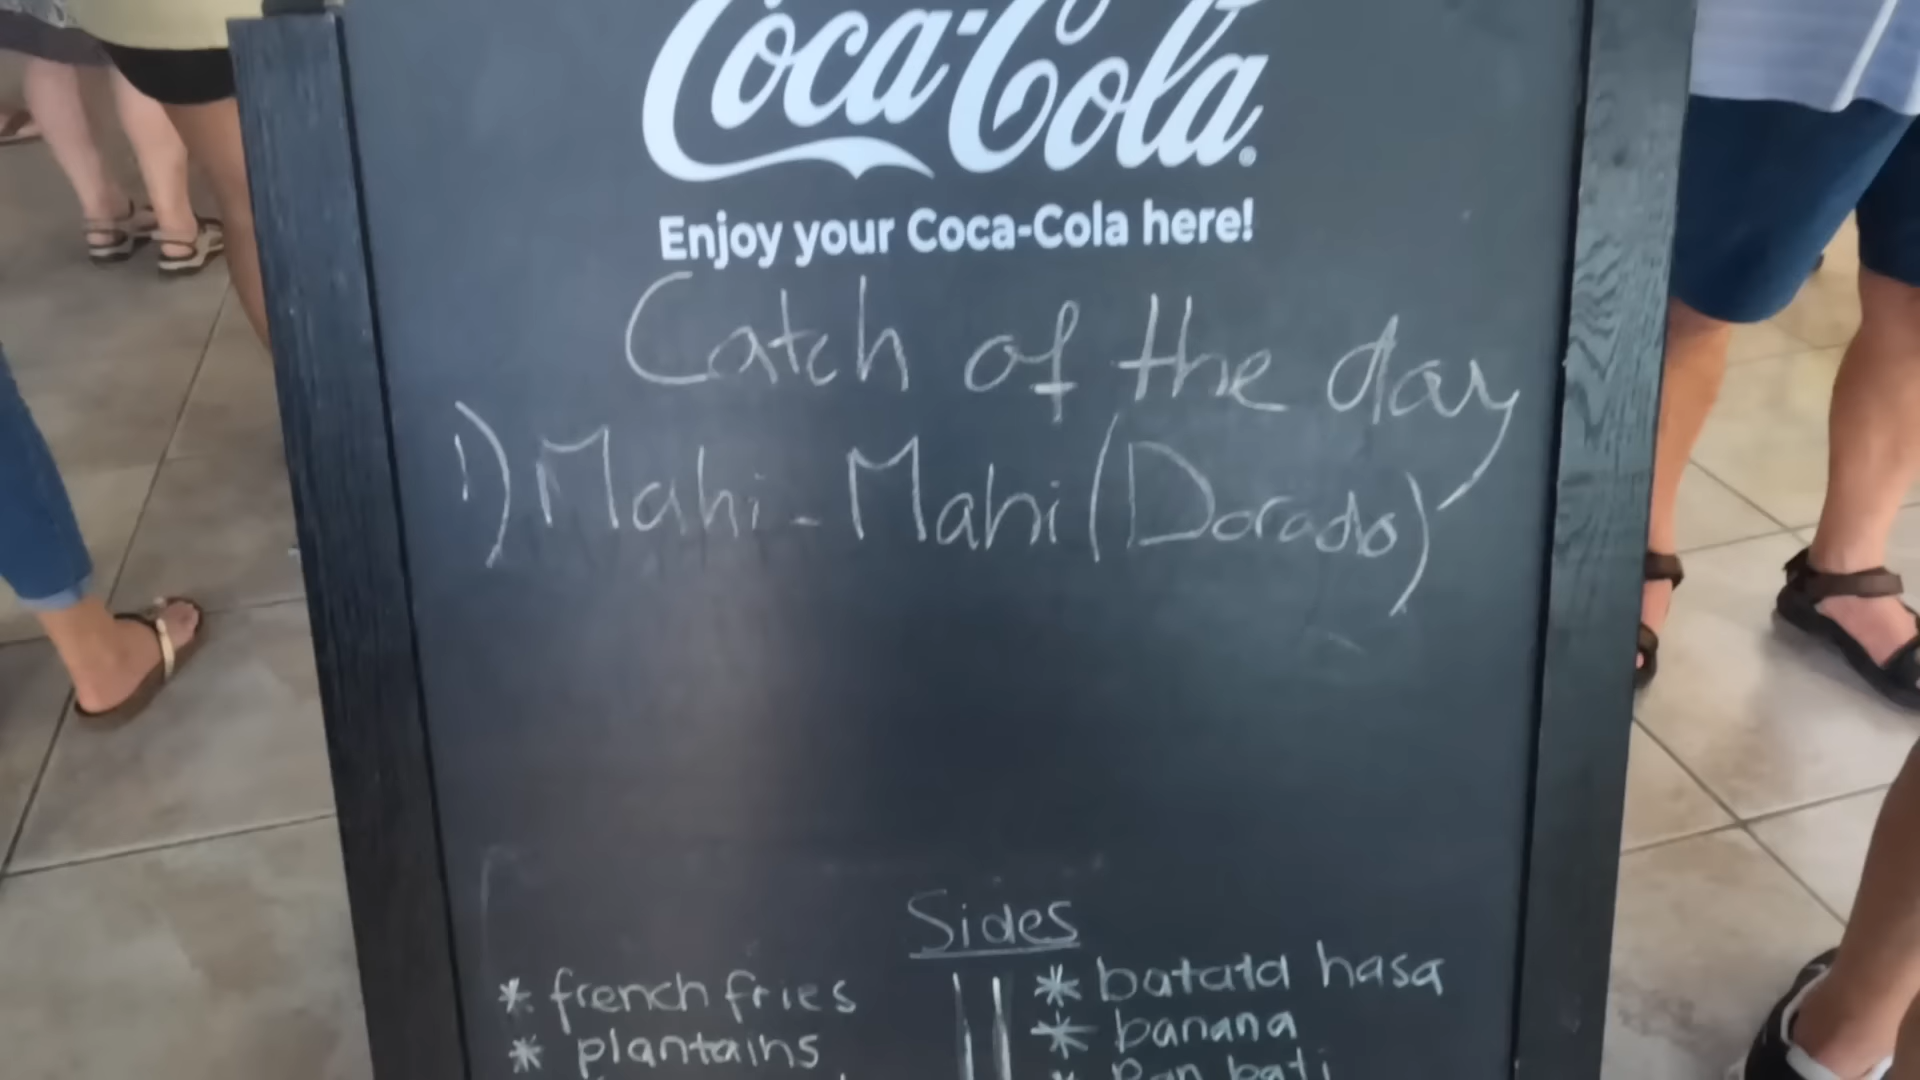 Coca-Cola
Enjoy your Coca-Cola here!
Catch of the day
1) Mahi-Mahi (Dorado)
Sides
* french fries
* plantains
* batata hasa
* banana
* Pan bati